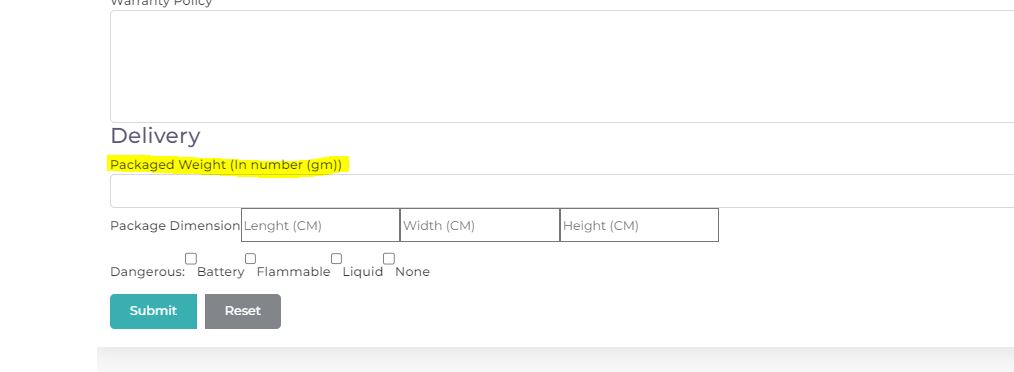 Warranty Policy
Delivery
Packaged Weight (In number (gm))
Package Dimension Lenght (CM) Width (CM) Height (CM)
Dangerous: Battery Flammable Liquid None
Submit Reset